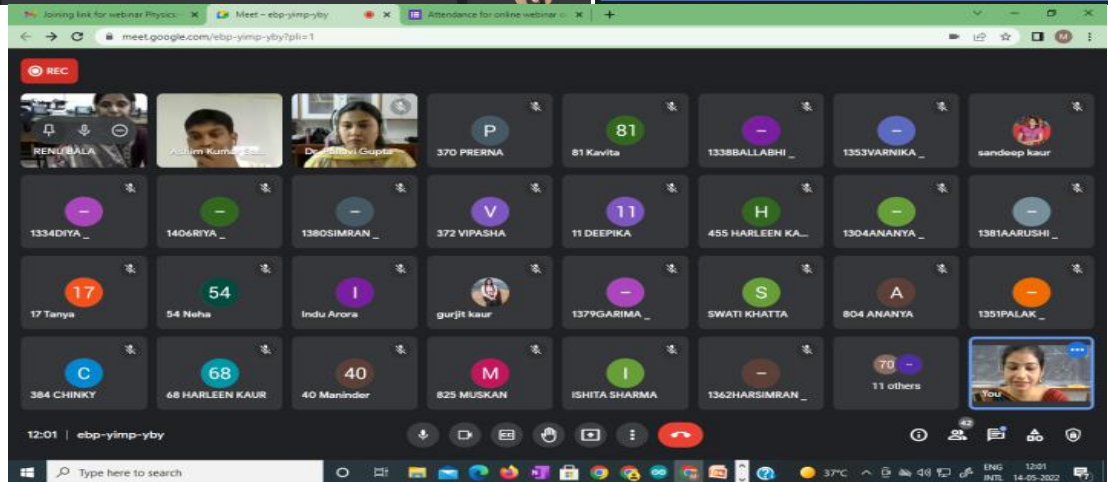 Joining link for webinar Physics
Meet – ebp-yimp-yby
Attendance for online webinar
meet.google.com/ebp-yimp-yby?pli=1
M
REC
RENU BALA
Ashim Kumar
Dr. Pallavi Gupta
P
370 PRERNA
81
81 Kavita
1338BALLABHI _
1353VARNIKA _
sandeep kaur
1334DIYA _
1406RIYA _
1380SIMRAN _
V
372 VIPASHA
11
11 DEEPIKA
H
455 HARLEEN KA...
1304ANANYA _
1381AARUSHI _
17
17 Tanya
54
54 Neha
I
Indu Arora
gurjit kaur
1379GARIMA _
S
SWATI KHATTA
A
804 ANANYA
1351PALAK _
C
384 CHINKY
68
68 HARLEEN KAUR
40
40 Maninder
M
825 MUSKAN
I
ISHITA SHARMA
1362HARSIMRAN _
70
11 others
You
12:01 | ebp-yimp-yby
42
Type here to search
37°C
ENG
INTL
12:01
14-05-2022